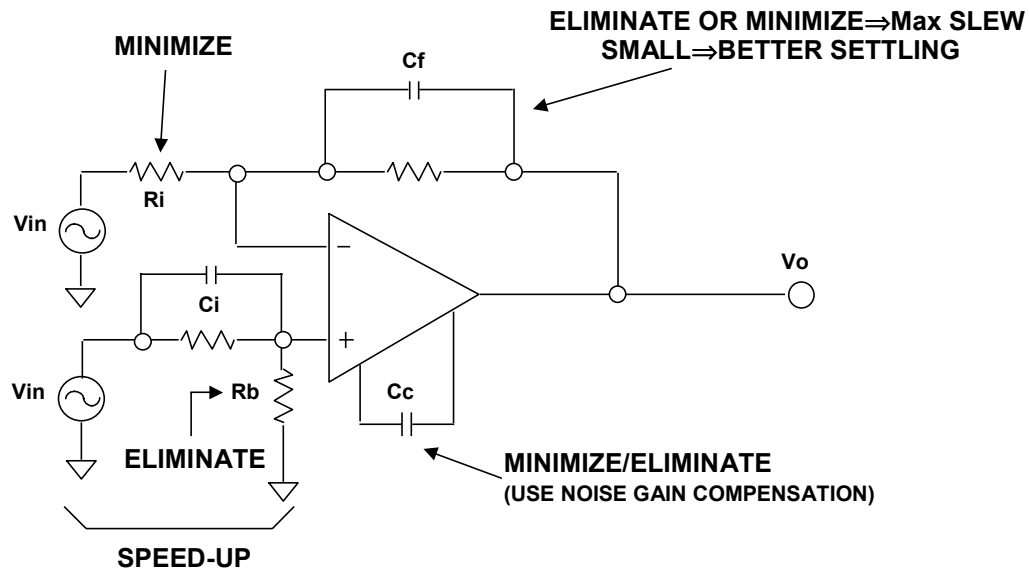 ELIMINATE OR MINIMIZE⇒Max SLEW
SMALL⇒BETTER SETTLING
MINIMIZE
Cf
Ri
Vin
−
Vo
Ci
+
Vin
Rb
Cc
ELIMINATE
MINIMIZE/ELIMINATE
(USE NOISE GAIN COMPENSATION)
SPEED-UP